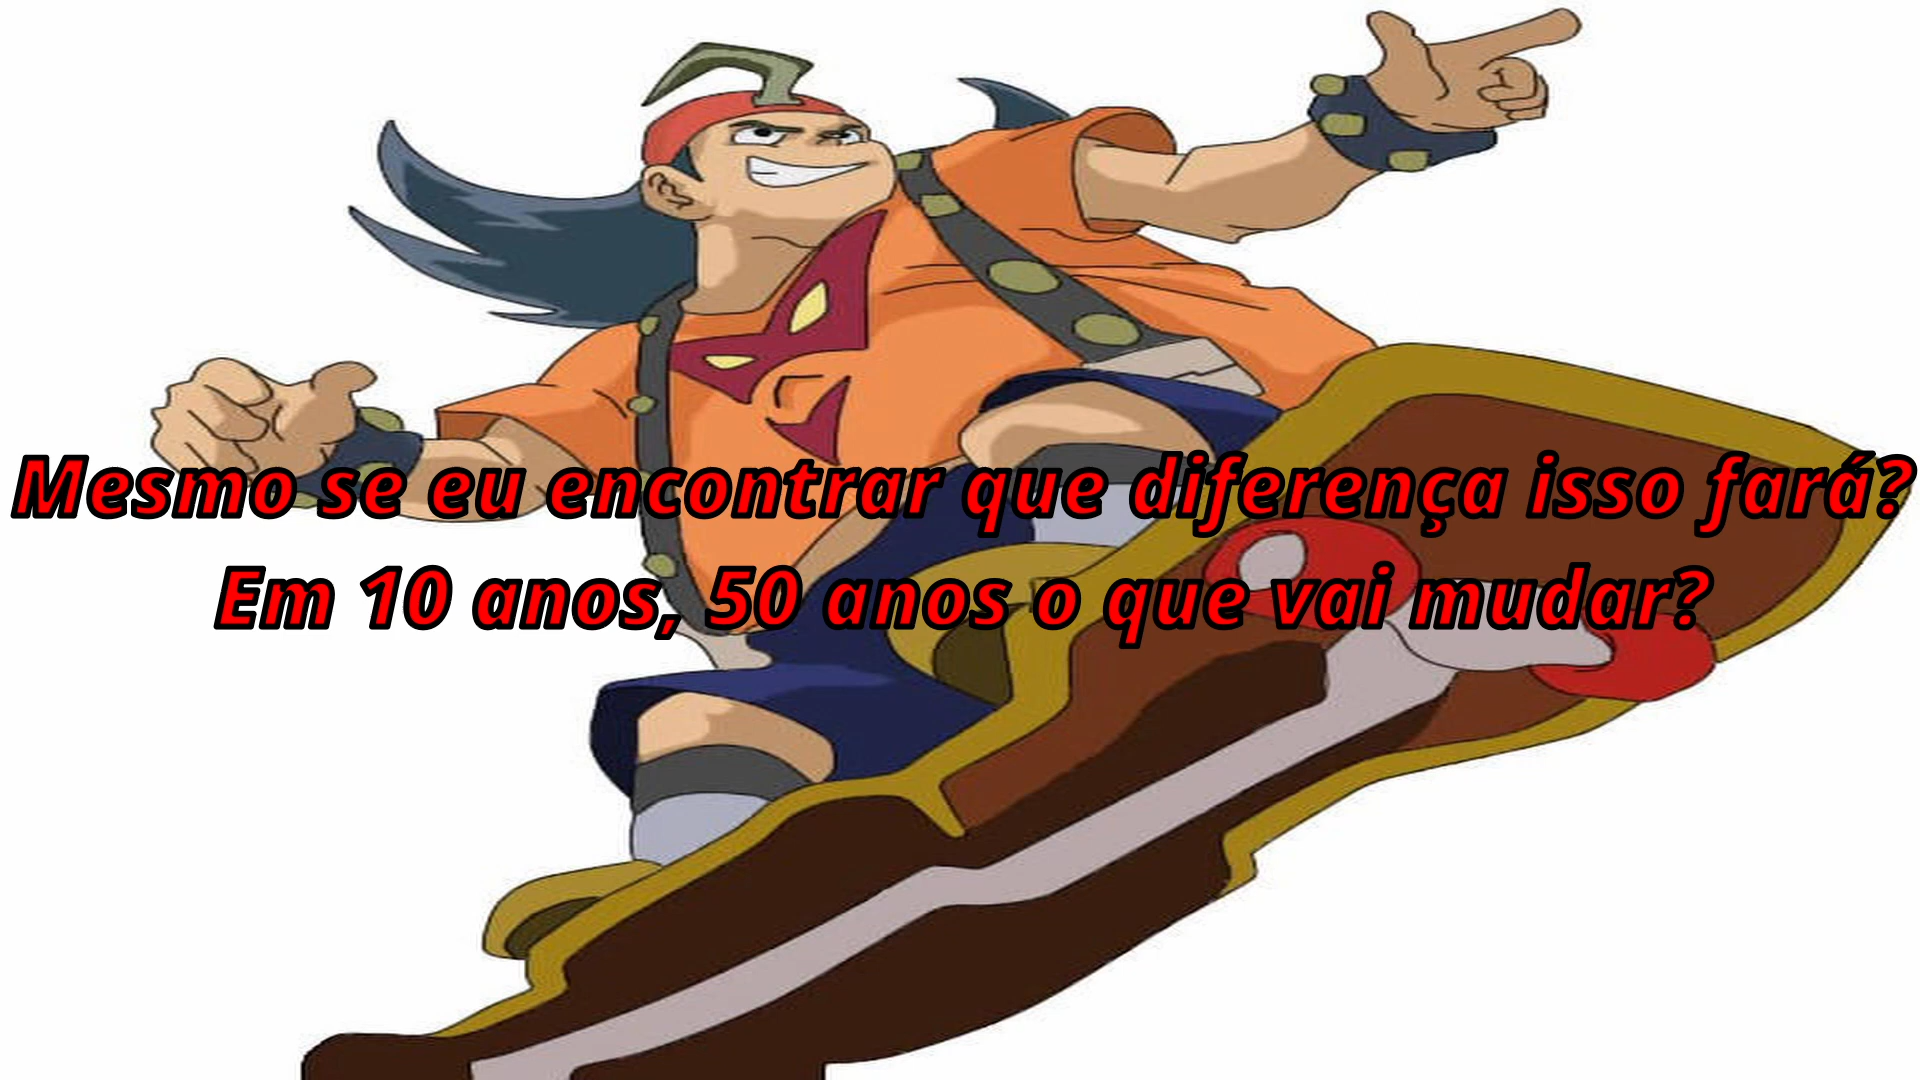 Mesmo se eu encontrar que diferença isso fará?
Em 10 anos, 50 anos o que vai mudar?